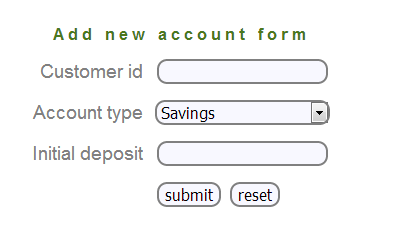 Add new account form
Customer id
Account type Savings
Initial deposit
submit reset